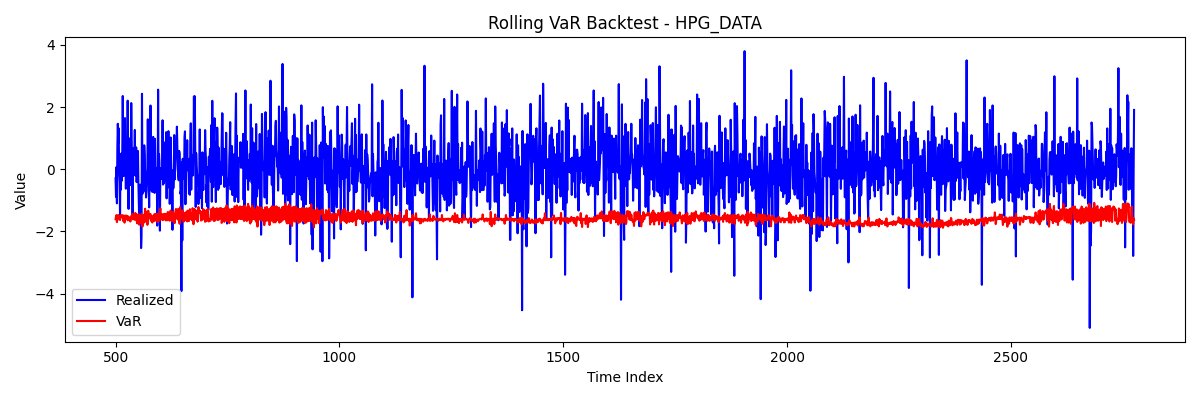 Rolling VaR Backtest - HPG_DATA
Value
4
2
0
−2
−4
Realized
VaR
500
1000
1500
2000
2500
Time Index